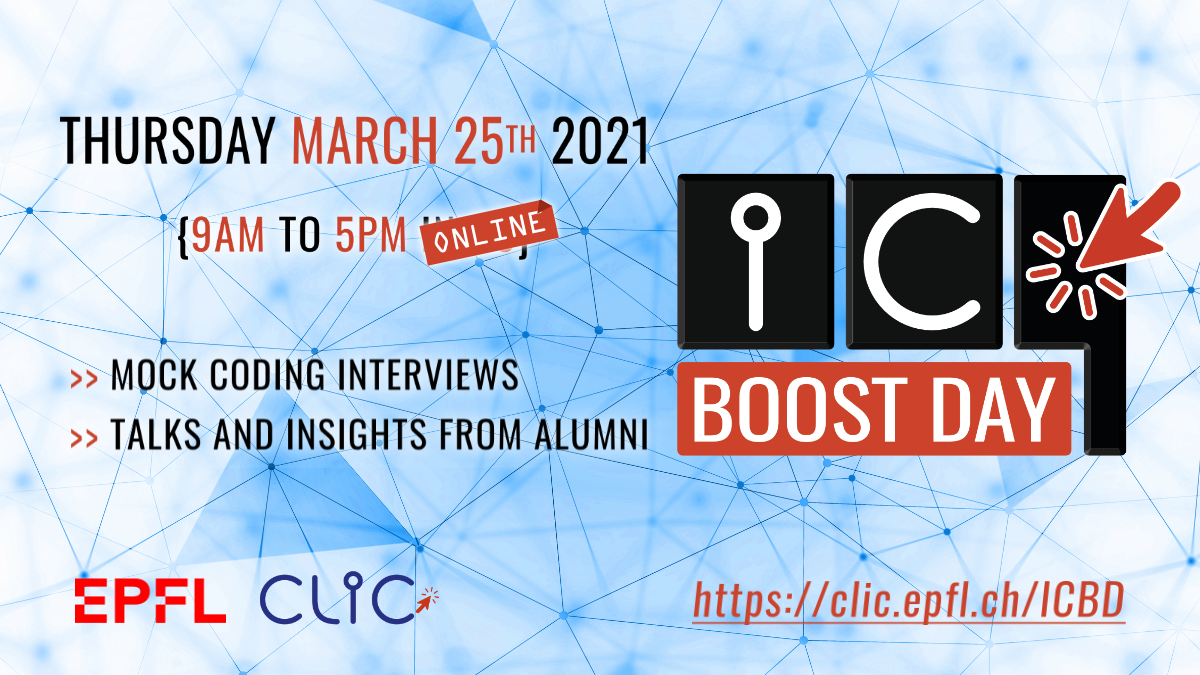 THURSDAY MARCH 25TH 2021
{9AM TO 5PM ONLINE}
>> MOCK CODING INTERVIEWS
>> TALKS AND INSIGHTS FROM ALUMNI
iC
BOOST DAY
EPFL CLiC
https://clic.epfl.ch/ICBD